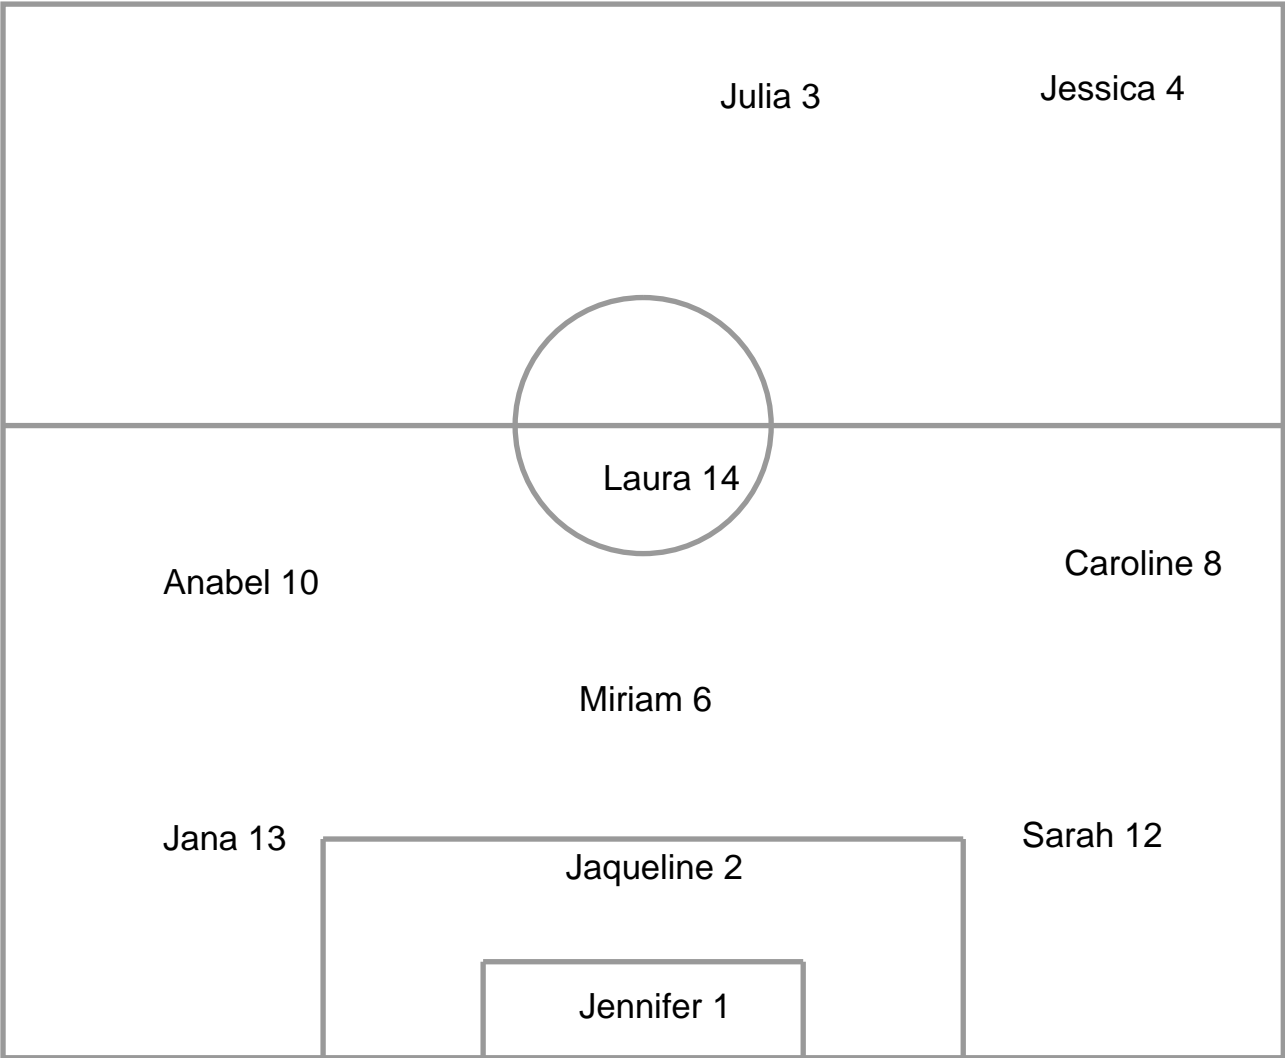 Julia 3
Jessica 4
Laura 14
Anabel 10
Caroline 8
Miriam 6
Jana 13
Sarah 12
Jaqueline 2
Jennifer 1